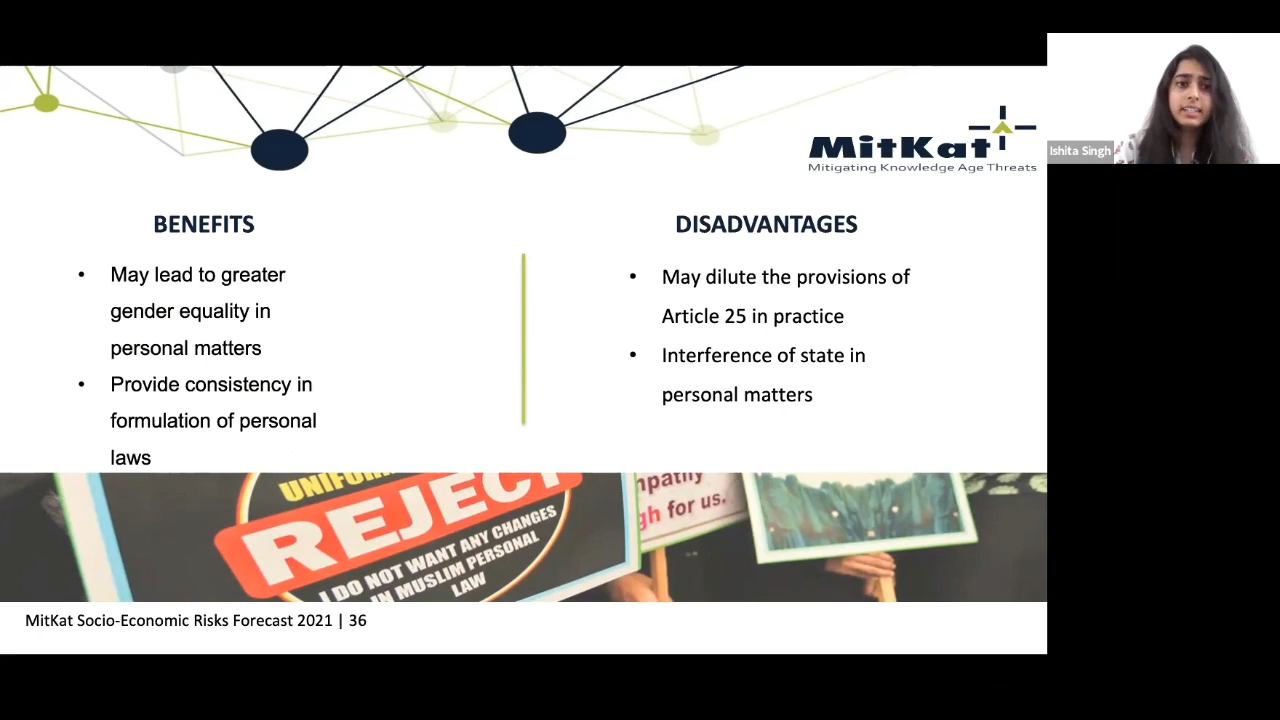 MitKat
Mitigating Knowledge Age Threats
Ishita Singh
BENEFITS
• May lead to greater
gender equality in
personal matters
• Provide consistency in
formulation of personal
laws
DISADVANTAGES
• May dilute the provisions of
Article 25 in practice
• Interference of state in
personal matters
REJECT
I DO NOT WANT ANY CHANGES
IN MUSLIM PERSONAL
LAW
for us.
MitKat Socio-Economic Risks Forecast 2021 | 36